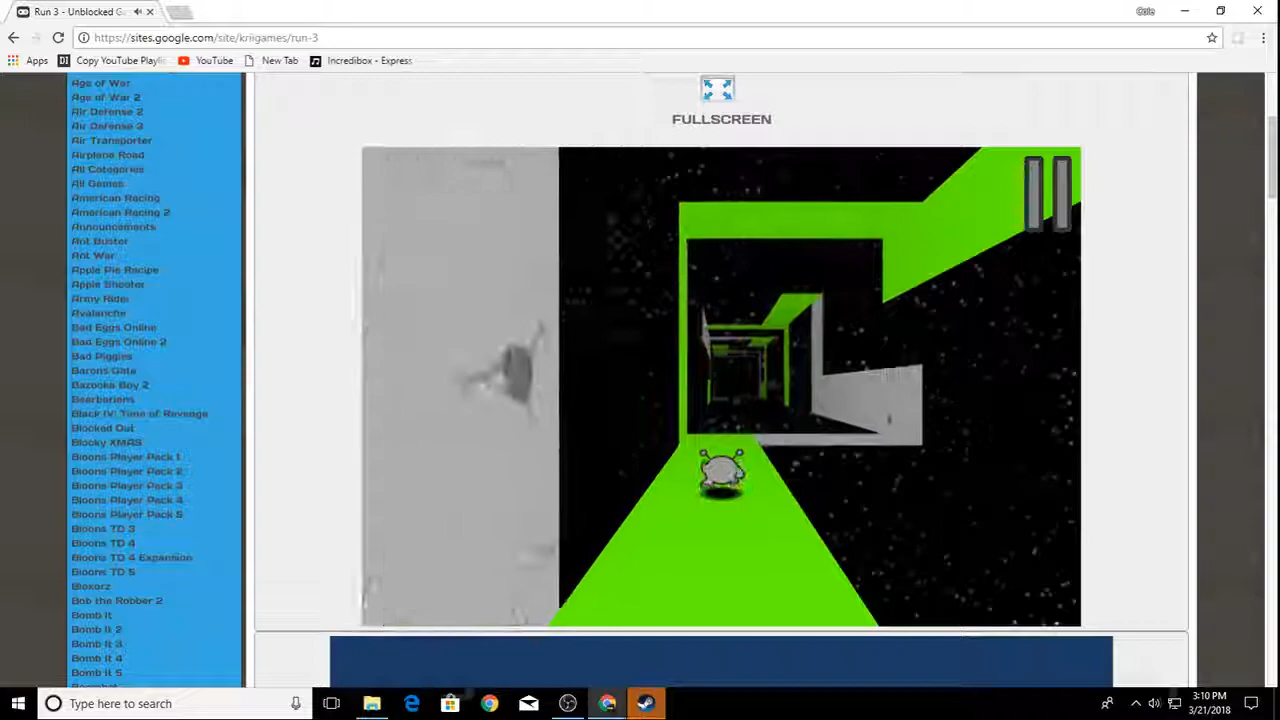 Run 3 - Unblocked G
Cole
https://sites.google.com/site/kriigames/run-3
Apps
Copy YouTube Playli
YouTube
New Tab
Incredibox - Express
Age of War
Age of War 2
Air Defense 2
Air Defense 3
Air Transporter
Airplane Road
All Categories
All Games
American Racing
American Racing 2
Announcements
Ant Buster
Ant War
Apple Pie Recipe
Apple Shooter
Army Rider
Avalanche
Bad Eggs Online
Bad Eggs Online 2
Bad Piggies
Barons Gate
Bazooka Boy 2
Bearbarians
Black IV: Time of Revenge
Blocked Out
Blocky XMAS
Bloons Player Pack 1
Bloons Player Pack 2
Bloons Player Pack 3
Bloons Player Pack 4
Bloons Player Pack 5
Bloons TD 3
Bloons TD 4
Bloons TD 4 Expansion
Bloons TD 5
Bloxorz
Bob the Robber 2
Bomb It
Bomb It 2
Bomb It 3
Bomb It 4
Bomb It 5
FULLSCREEN
Type here to search
3:10 PM
3/21/2018